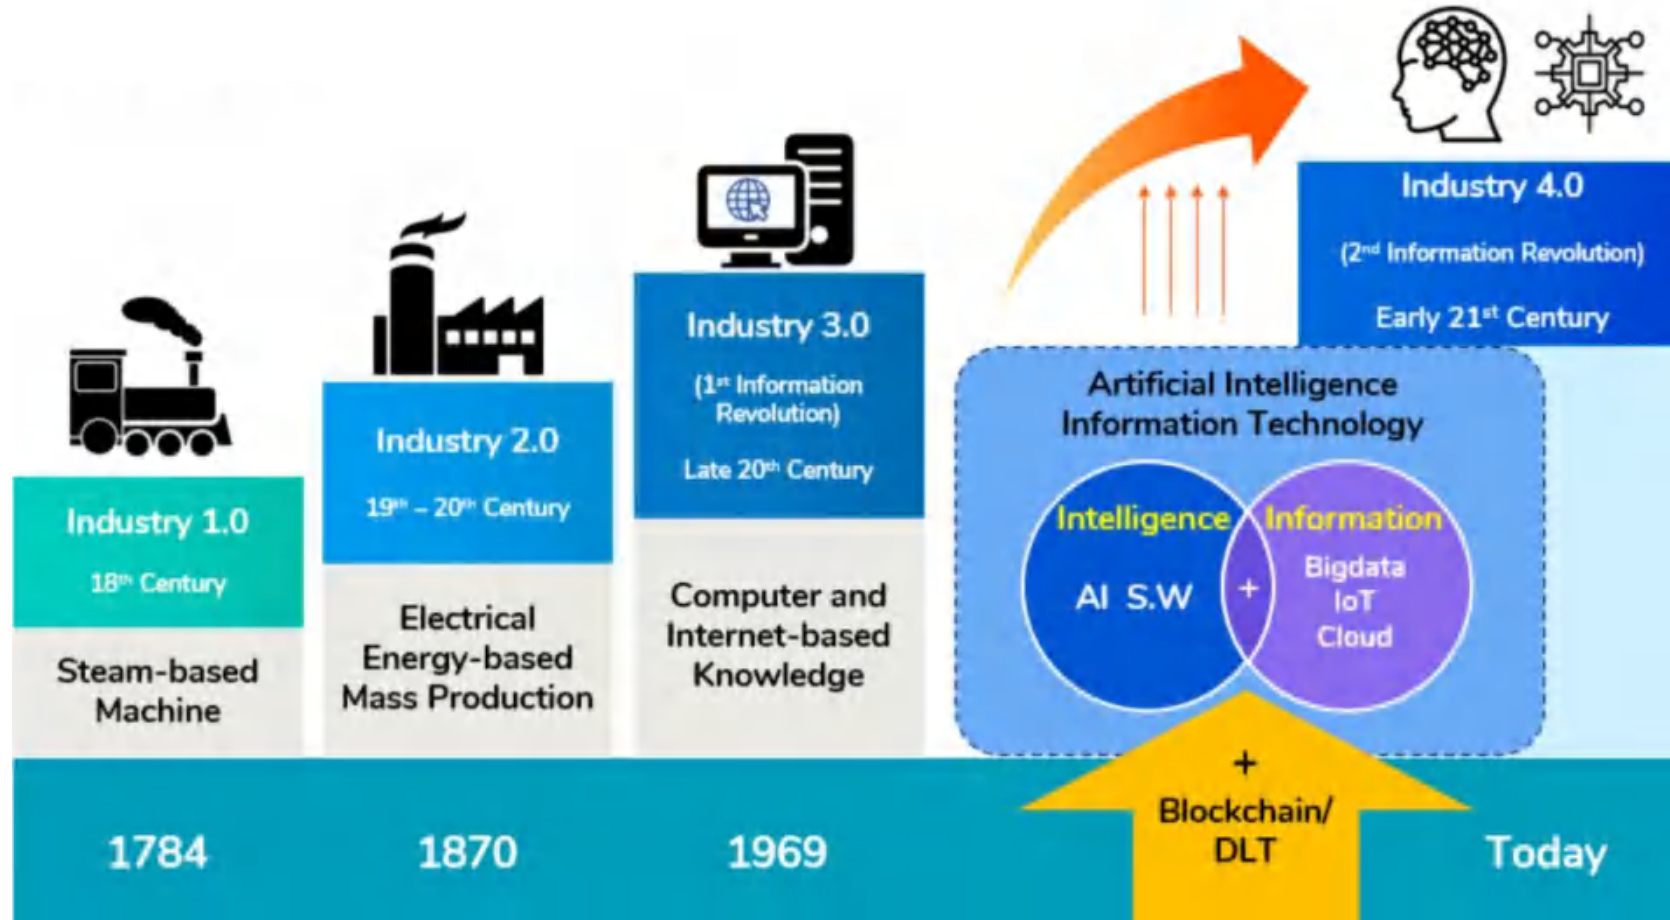 Industry 1.0
18th Century
Steam-based
Machine
1784
Industry 2.0
19th – 20th Century
Electrical
Energy-based
Mass Production
1870
Industry 3.0
(1st Information
Revolution)
Late 20th Century
Computer and
Internet-based
Knowledge
1969
Artificial Intelligence
Information Technology
Intelligence
AI S.W
+
Information
Bigdata
IoT
Cloud
+
Blockchain/
DLT
Industry 4.0
(2nd Information Revolution)
Early 21st Century
Today